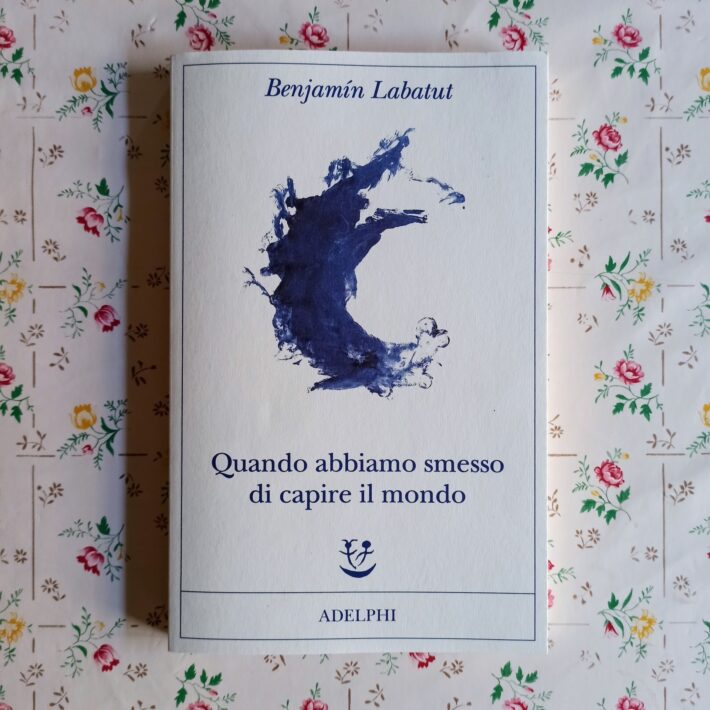 Benjamín Labatut
Quando abbiamo smesso
di capire il mondo
ADELPHI